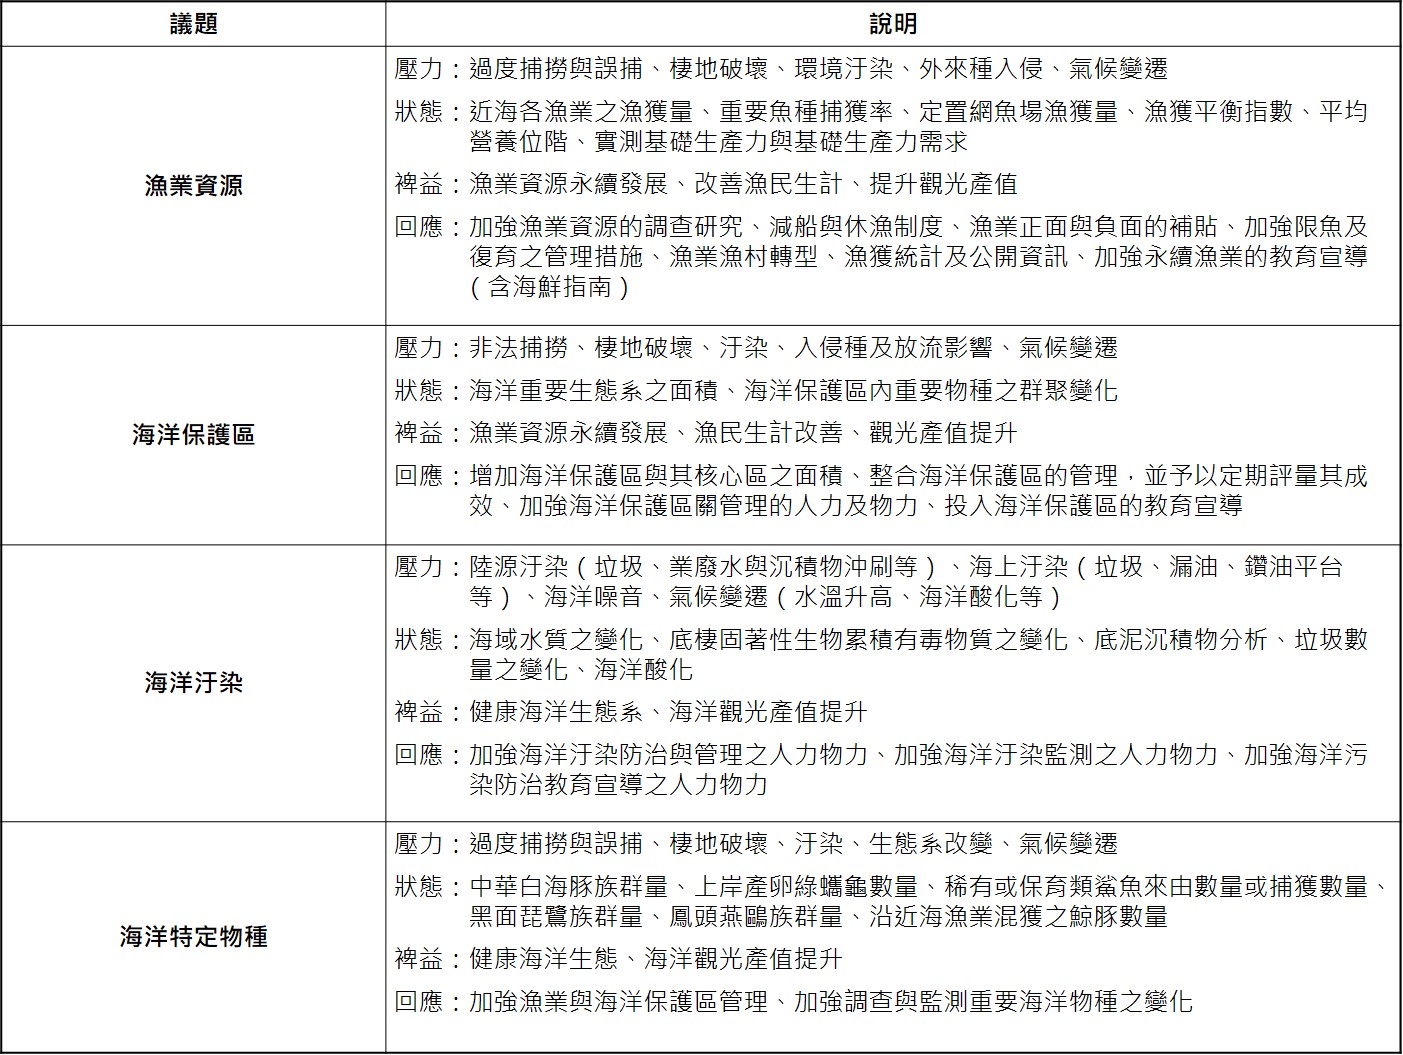 議題
說明
漁業資源
壓力：過度捕撈與誤捕、棲地破壞、環境汙染、外來種入侵、氣候變遷
狀態：近海各漁業之漁獲量、重要魚種捕獲率、定置網魚場漁獲量、漁獲平衡指數、平均
營養位階、實測基礎生產力與基礎生產力需求
裨益：漁業資源永續發展、改善漁民生計、提升觀光產值
回應：加強漁業資源的調查研究、減船與休漁制度、漁業正面與負面的補貼、加強限魚及
復育之管理措施、漁業漁村轉型、漁獲統計及公開資訊、加強永續漁業的教育宣導
（含海鮮指南）
海洋保護區
壓力：非法捕撈、棲地破壞、汙染、入侵種及放流影響、氣候變遷
狀態：海洋重要生態系之面積、海洋保護區內重要物種之群聚變化
裨益：漁業資源永續發展、漁民生計改善、觀光產值提升
回應：增加海洋保護區與其核心區之面積、整合海洋保護區的管理，並予以定期評量其成
效、加強海洋保護區關管理的人力及物力、投入海洋保護區的教育宣導
海洋汙染
壓力：陸源汙染（垃圾、業廢水與沉積物沖刷等）、海上汙染（垃圾、漏油、鑽油平台
等）、海洋噪音、氣候變遷（水溫升高、海洋酸化等）
狀態：海域水質之變化、底棲固著性生物累積有毒物質之變化、底泥沉積物分析、垃圾數
量之變化、海洋酸化
裨益：健康海洋生態系、海洋觀光產值提升
回應：加強海洋汙染防治與管理之人力物力、加強海洋汙染監測之人力物力、加強海洋污
染防治教育宣導之人力物力
海洋特定物種
壓力：過度捕撈與誤捕、棲地破壞、汙染、生態系改變、氣候變遷
狀態：中華白海豚族群量、上岸產卵綠蠵龜數量、稀有或保育類鯊魚來由數量或捕獲數量、
黑面琵鷺族群量、鳳頭燕鷗族群量、沿近海漁業混獲之鯨豚數量
裨益：健康海洋生態、海洋觀光產值提升
回應：加強漁業與海洋保護區管理、加強調查與監測重要海洋物種之變化